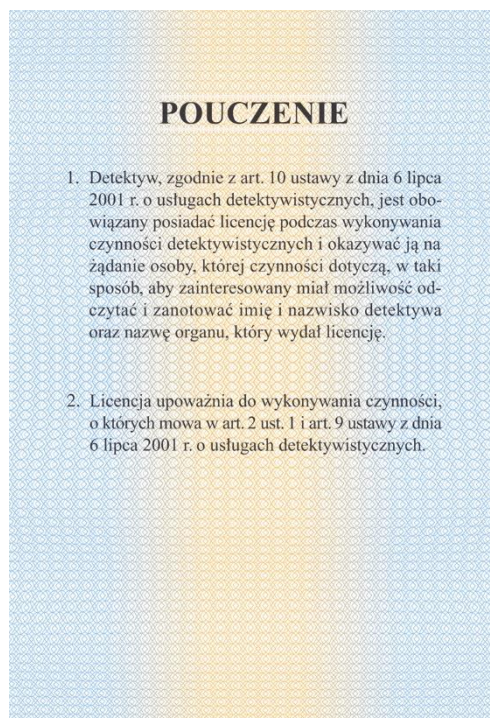 POUCZENIE
1. Detektyw, zgodnie z art. 10 ustawy z dnia 6 lipca
2001 r. o usługach detektywistycznych, jest obo-
wiązany posiadać licencję podczas wykonywania
czynności detektywistycznych i okazywać ją na
żądanie osoby, której czynności dotyczą, w taki
sposób, aby zainteresowany miał możliwość od-
czytać i zanotować imię i nazwisko detektywa
oraz nazwę organu, który wydał licencję.
2. Licencja upoważnia do wykonywania czynności,
o których mowa w art. 2 ust. 1 i art. 9 ustawy z dnia
6 lipca 2001 r. o usługach detektywistycznych.